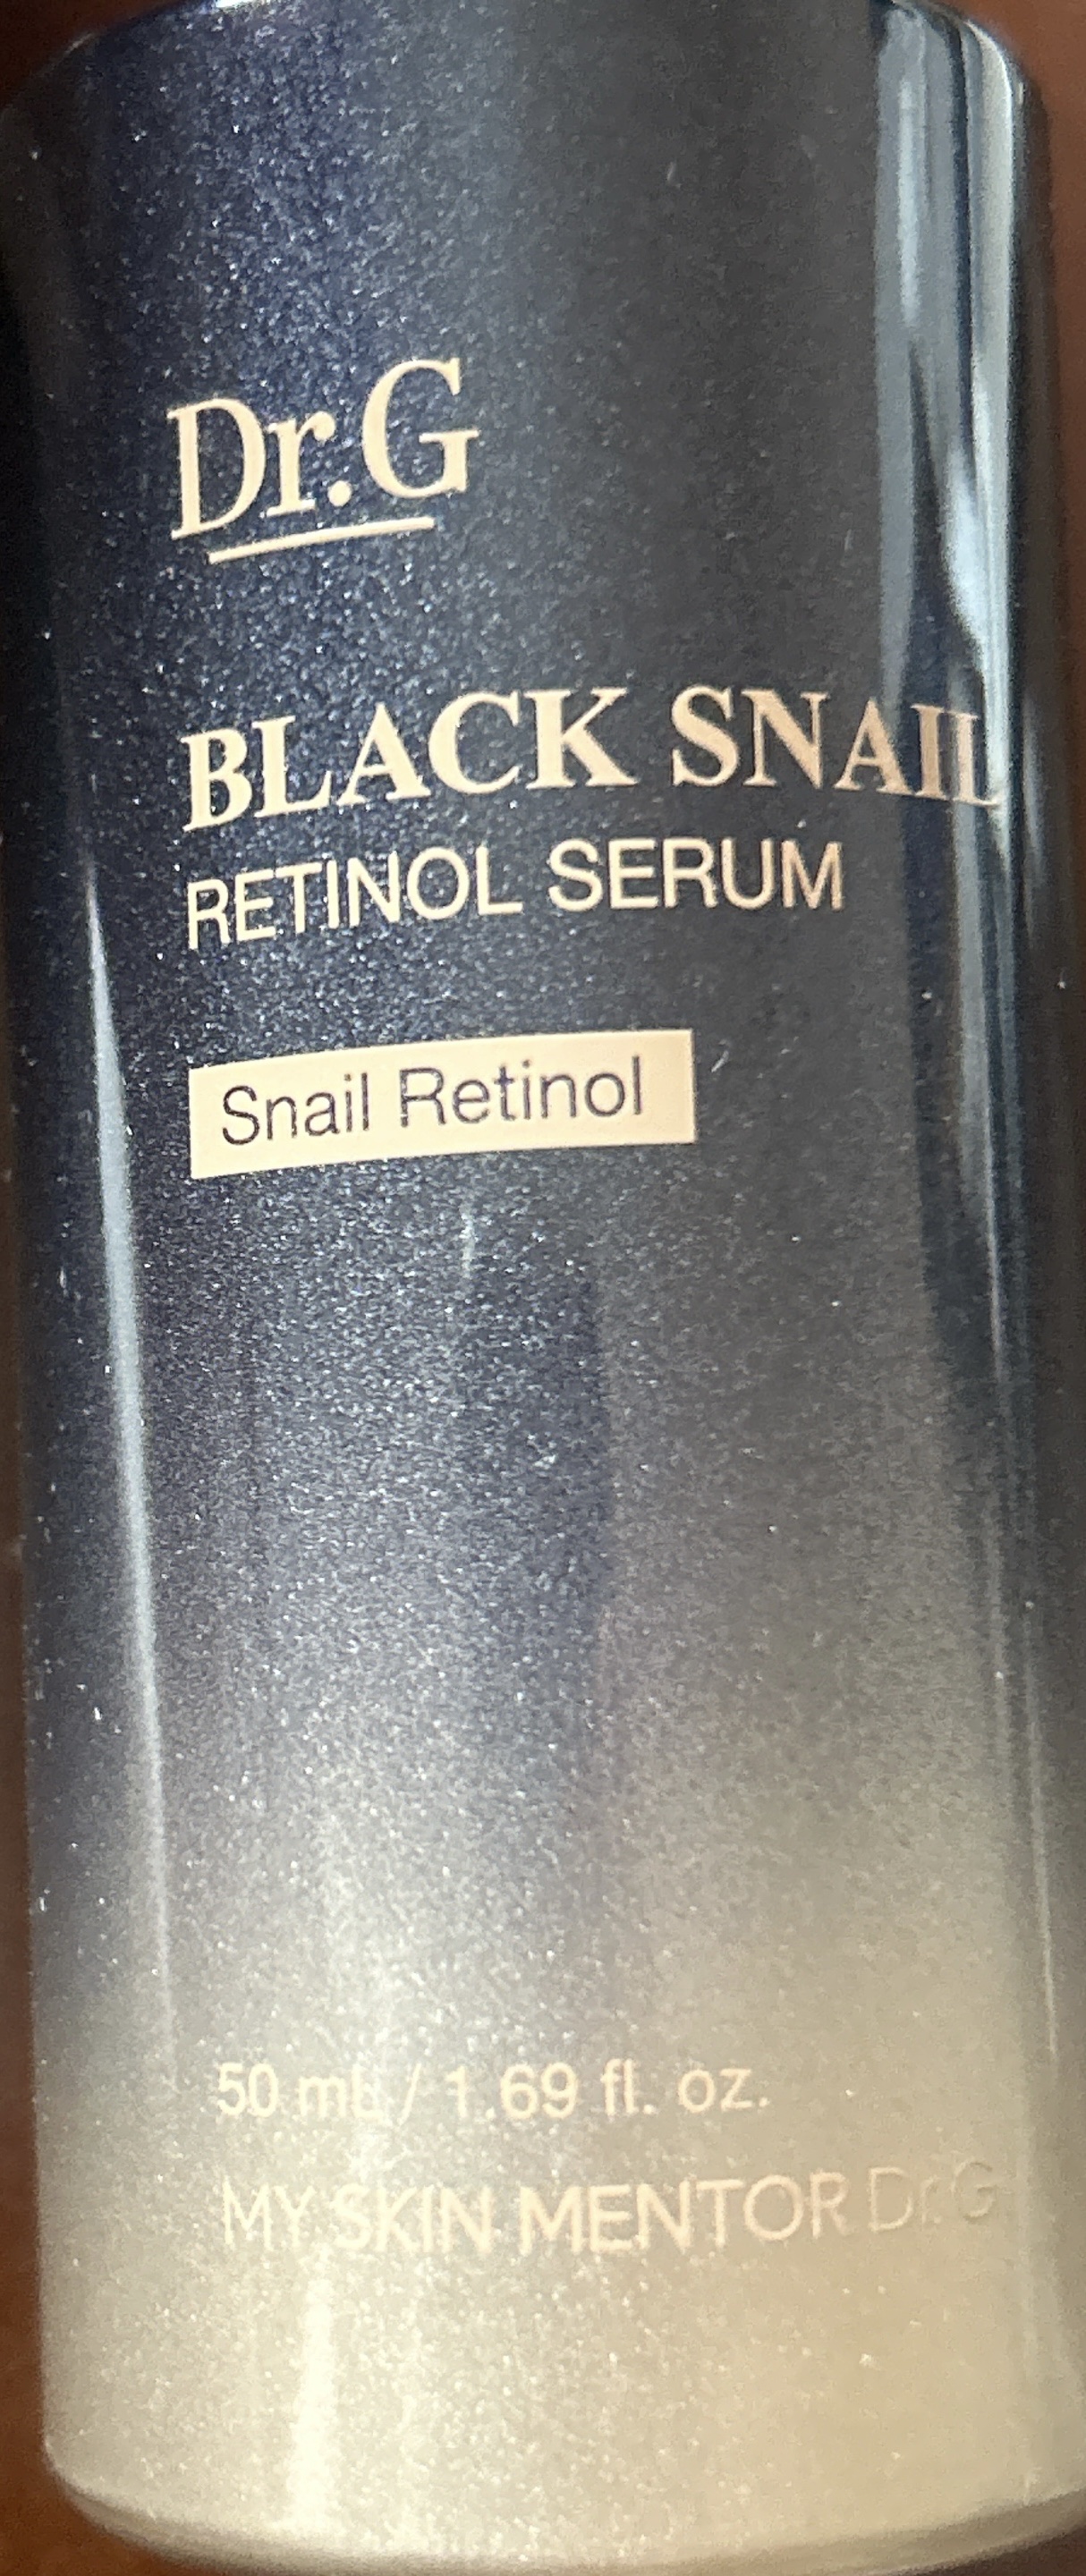 Dr.G
BLACK SNAIL
RETINOL SERUM
Snail Retinol
50 mL / 1.69 fl. oz.
MY SKIN MENTOR Dr.G